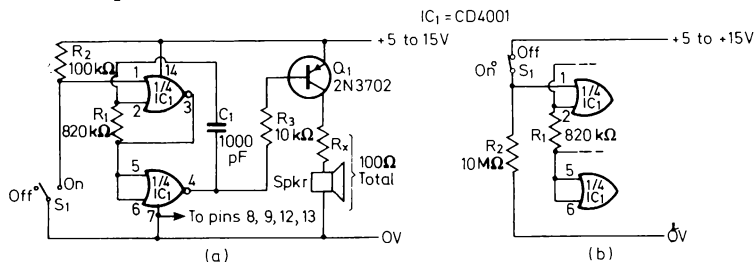 IC₁ = CD4001
+5 to 15V
R₂
100kΩ
1
14
1/4
IC₁
2
3
R₁
820kΩ
C₁
1000
pF
Q₁
2N3702
R₃
10kΩ
Rx
100Ω
Total
Spkr
5
1/4
IC₁
6
4
7
To pins 8, 9, 12, 13
Off
On
S₁
0V
(a)
+5 to +15V
Off
On
S₁
1
1/4
IC₁
2
R₁
820kΩ
R₂
10MΩ
5
1/4
IC₁
6
0V
(b)